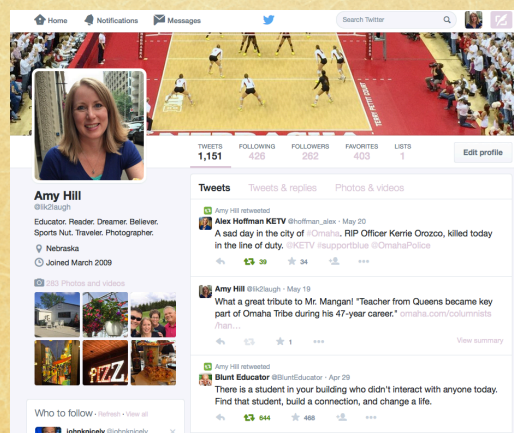 Home Notifications Messages Search Twitter
TERRY PETTIT COURT
TWEETS FOLLOWING FOLLOWERS FAVORITES LISTS
1,151 426 262 403 1
Edit profile
Amy Hill
@lik2laugh
Educator. Reader. Dreamer. Believer.
Sports Nut. Traveler. Photographer.
Nebraska
Joined March 2009
283 Photos and videos
PIZZ
Who to follow · Refresh · View all
johnknicely @johnknicely
Tweets Tweets & replies Photos & videos
Amy Hill retweeted
Alex Hoffman KETV @hoffman_alex · May 20
A sad day in the city of #Omaha. RIP Officer Kerrie Orozco, killed today
in the line of duty. @KETV #supportblue @OmahaPolice
39 34
Amy Hill @lik2laugh · May 19
What a great tribute to Mr. Mangan! "Teacher from Queens became key
part of Omaha Tribe during his 47-year career." omaha.com/columnists
/han...
1
View summary
Amy Hill retweeted
Blunt Educator @BluntEducator · Apr 29
There is a student in your building who didn't interact with anyone today.
Find that student, build a connection, and change a life.
644 468